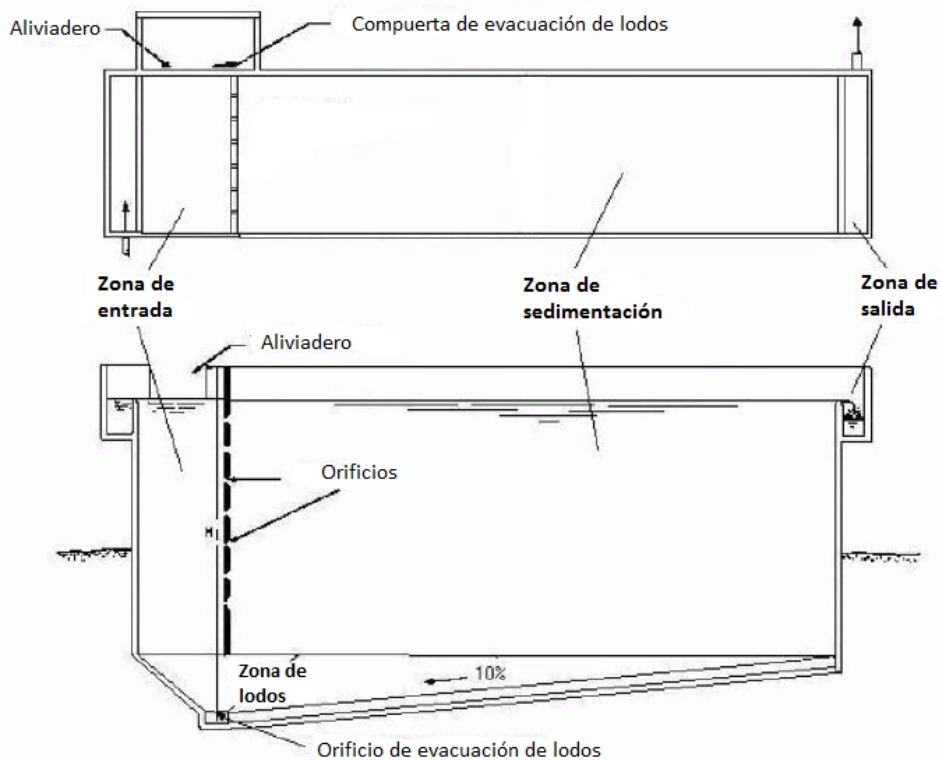 Aliviadero
Compuerta de evacuación de lodos
Zona de
entrada
Zona de
sedimentación
Zona de
salida
Aliviadero
Orificios
H
Zona de
lodos
10%
Orificio de evacuación de lodos